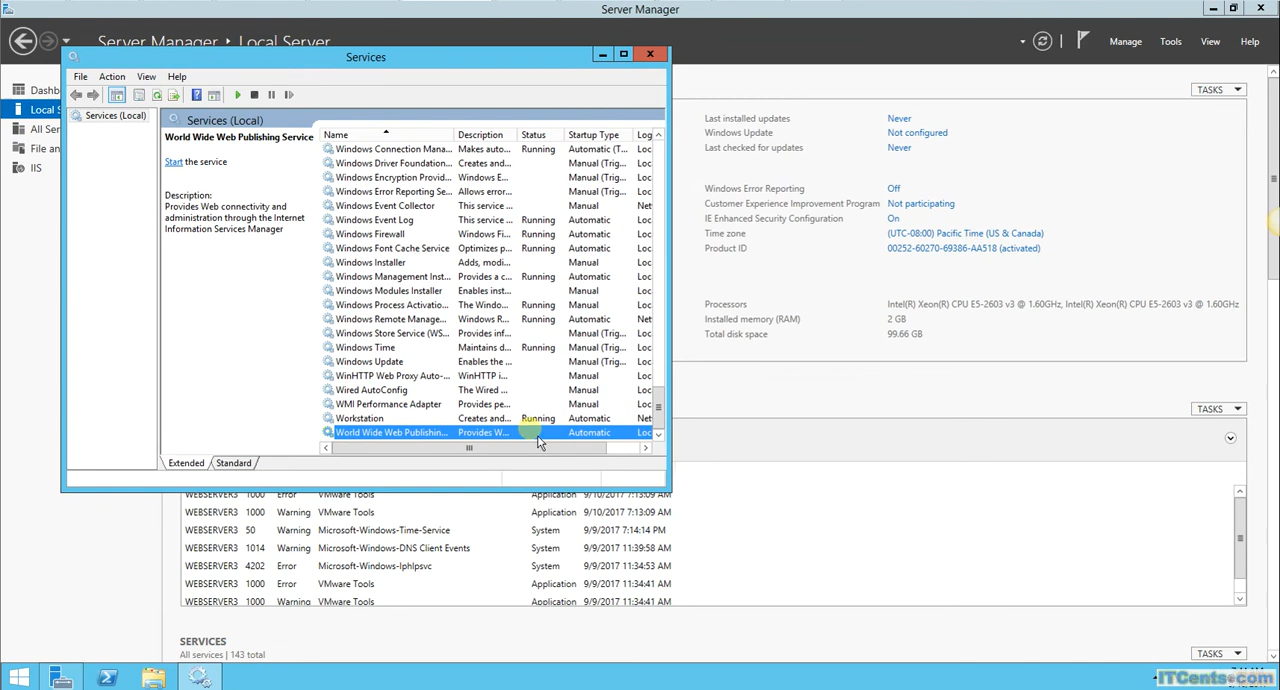 Server Manager
Server Manager • Local Server
Manage Tools View Help
Services
File Action View Help
Dashb
Local S
All Ser
File an
IIS
Services (Local)
Services (Local)
World Wide Web Publishing Service
Start the service
Description:
Provides Web connectivity and
administration through the Internet
Information Services Manager
Name Description Status Startup Type Log
Windows Connection Mana... Makes auto... Running Automatic (T... Loc
Windows Driver Foundation... Creates and... Manual (Trig... Loc
Windows Encryption Provid... Windows E... Manual (Trig... Loc
Windows Error Reporting Se... Allows error... Manual (Trig... Loc
Windows Event Collector This service ... Manual Net
Windows Event Log This service ... Running Automatic Loc
Windows Firewall Windows Fi... Running Automatic Loc
Windows Font Cache Service Optimizes p... Running Automatic Loc
Windows Installer Adds, modi... Manual Loc
Windows Management Inst... Provides a c... Running Automatic Loc
Windows Modules Installer Enables inst... Manual Loc
Windows Process Activatio... The Windo... Running Manual Loc
Windows Remote Manage... Windows R... Running Automatic Net
Windows Store Service (WS... Provides inf... Manual (Trig... Loc
Windows Time Maintains d... Running Manual (Trig... Loc
Windows Update Enables the ... Manual (Trig... Loc
WinHTTP Web Proxy Auto-... WinHTTP i... Manual Loc
Wired AutoConfig The Wired ... Manual Loc
WMI Performance Adapter Provides pe... Manual Loc
Workstation Creates and... Running Automatic Net
World Wide Web Publishin... Provides W... Automatic Loc
Extended Standard
TASKS
Last installed updates Never
Windows Update Not configured
Last checked for updates Never
Windows Error Reporting Off
Customer Experience Improvement Program Not participating
IE Enhanced Security Configuration On
Time zone (UTC-08:00) Pacific Time (US & Canada)
Product ID 00252-60270-69386-AA518 (activated)
Processors Intel(R) Xeon(R) CPU E5-2603 v3 @ 1.60GHz, Intel(R) Xeon(R) CPU E5-2603 v3 @ 1.60GHz
Installed memory (RAM) 2 GB
Total disk space 99.66 GB
TASKS
WEBSERVER3 1000 Error VMware Tools Application 9/10/2017 7:13:09 AM
WEBSERVER3 1000 Warning VMware Tools Application 9/10/2017 7:13:09 AM
WEBSERVER3 50 Warning Microsoft-Windows-Time-Service System 9/9/2017 7:14:14 PM
WEBSERVER3 1014 Warning Microsoft-Windows-DNS Client Events System 9/9/2017 11:39:58 AM
WEBSERVER3 4202 Error Microsoft-Windows-Iphlpsvc System 9/9/2017 11:34:53 AM
WEBSERVER3 1000 Error VMware Tools Application 9/9/2017 11:34:41 AM
WEBSERVER3 1000 Warning VMware Tools Application 9/9/2017 11:34:41 AM
SERVICES
All services | 143 total
TASKS
ITCents.com